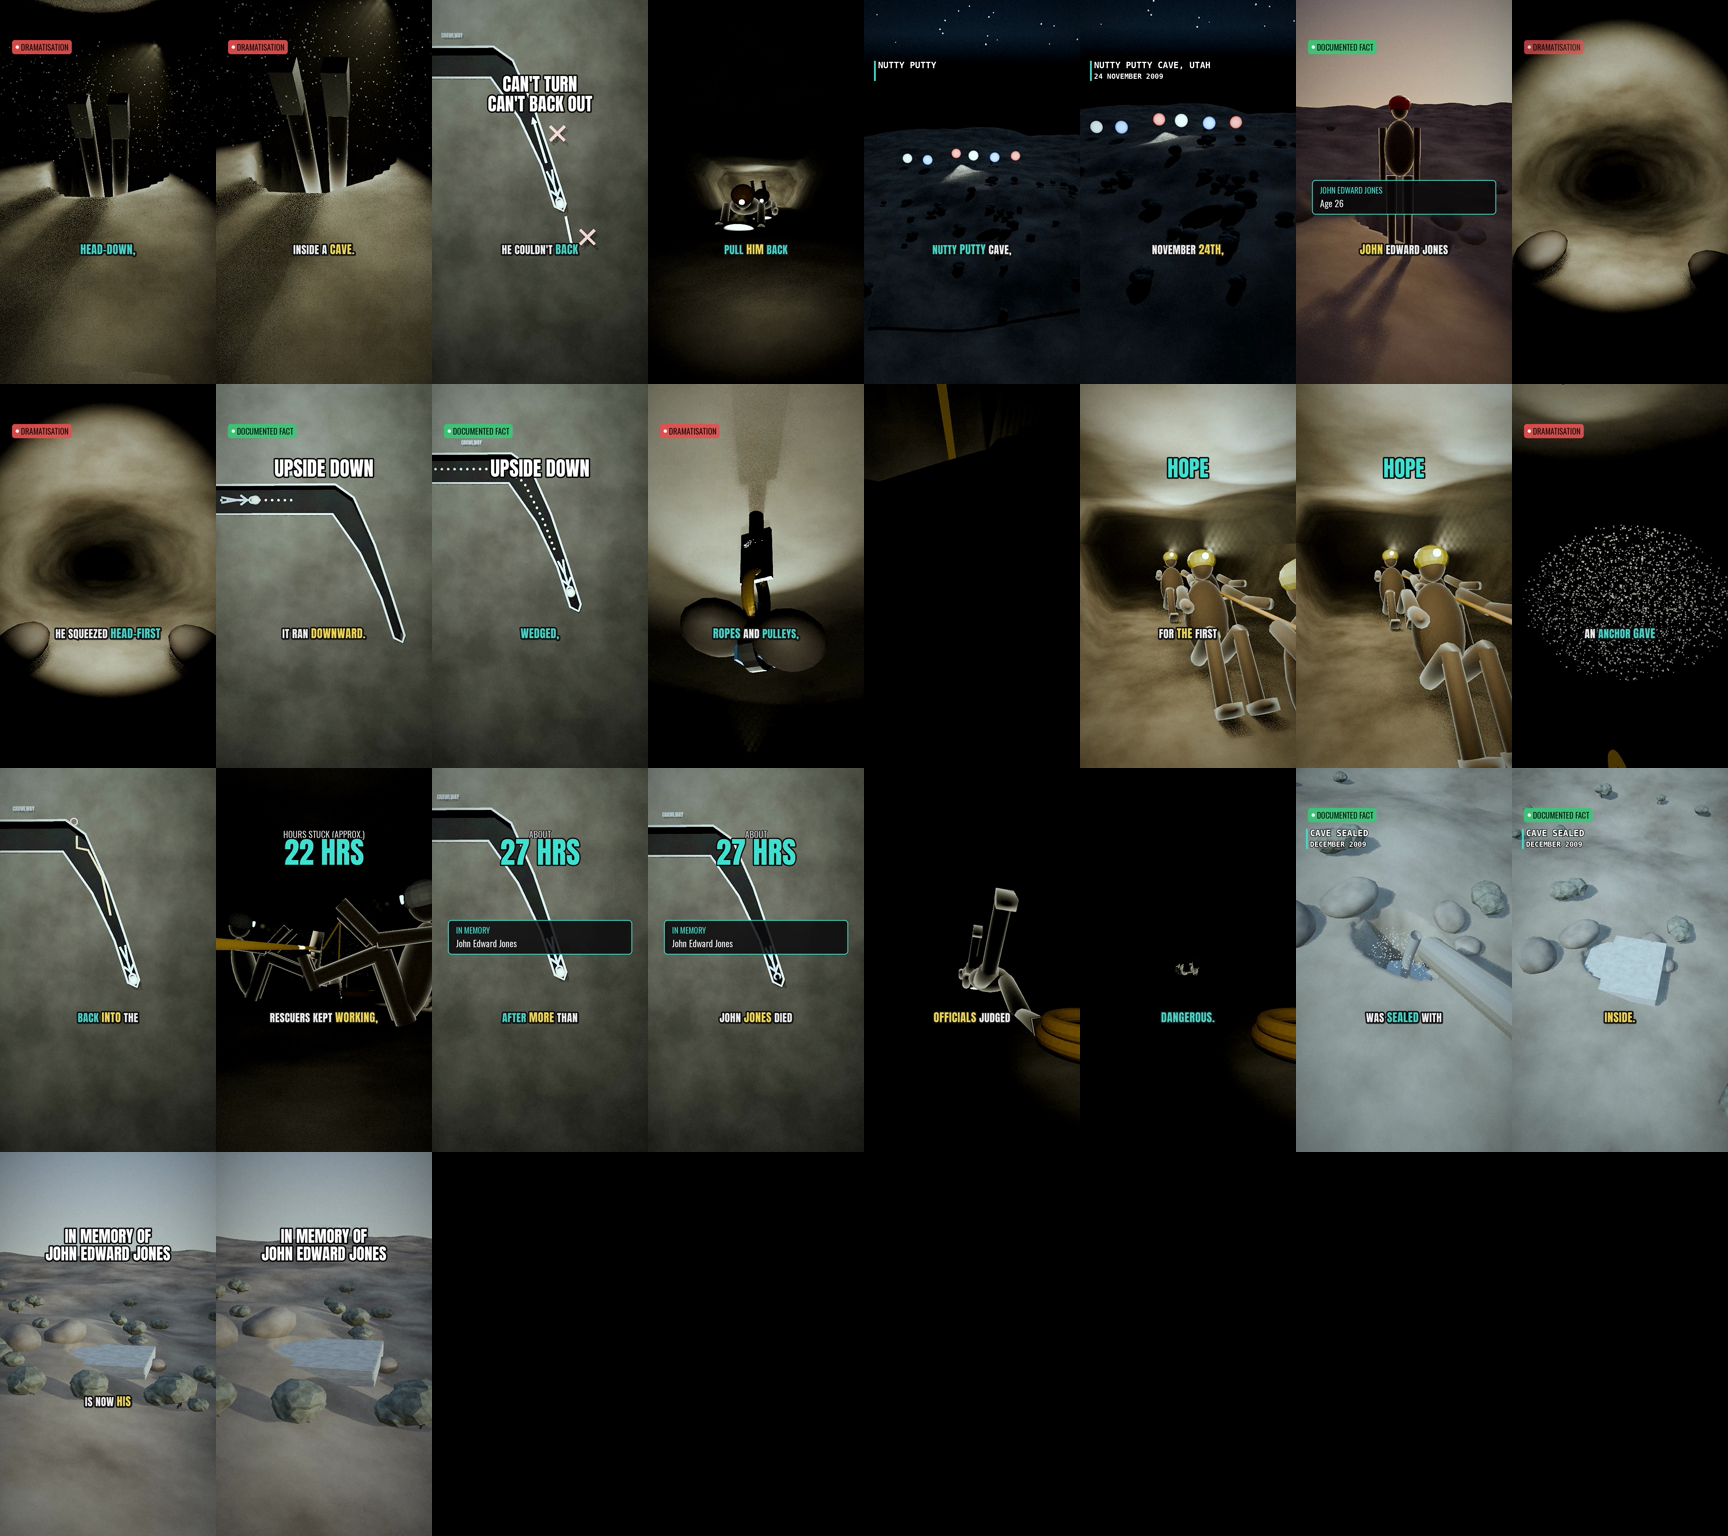 DRAMATISATION
HEAD-DOWN,
DRAMATISATION
INSIDE A CAVE.
CRAWLWAY
CAN'T TURN
CAN'T BACK OUT
HE COULDN'T BACK
PULL HIM BACK
NUTTY PUTTY
NUTTY PUTTY CAVE,
NUTTY PUTTY CAVE, UTAH
24 NOVEMBER 2009
NOVEMBER 24TH,
DOCUMENTED FACT
JOHN EDWARD JONES
Age 26
JOHN EDWARD JONES
DRAMATISATION
DRAMATISATION
HE SQUEEZED HEAD-FIRST
DOCUMENTED FACT
UPSIDE DOWN
IT RAN DOWNWARD.
DOCUMENTED FACT
CRAWLWAY
UPSIDE DOWN
WEDGED,
DRAMATISATION
ROPES AND PULLEYS,
HOPE
FOR THE FIRST
HOPE
DRAMATISATION
AN ANCHOR GAVE
CRAWLWAY
BACK INTO THE
HOURS STUCK (APPROX.)
22 HRS
RESCUERS KEPT WORKING,
CRAWLWAY
ABOUT
27 HRS
IN MEMORY
John Edward Jones
AFTER MORE THAN
CRAWLWAY
ABOUT
27 HRS
IN MEMORY
John Edward Jones
JOHN JONES DIED
OFFICIALS JUDGED
DANGEROUS.
DOCUMENTED FACT
CAVE SEALED
DECEMBER 2009
WAS SEALED WITH
DOCUMENTED FACT
CAVE SEALED
DECEMBER 2009
INSIDE.
IN MEMORY OF
JOHN EDWARD JONES
IS NOW HIS
IN MEMORY OF
JOHN EDWARD JONES